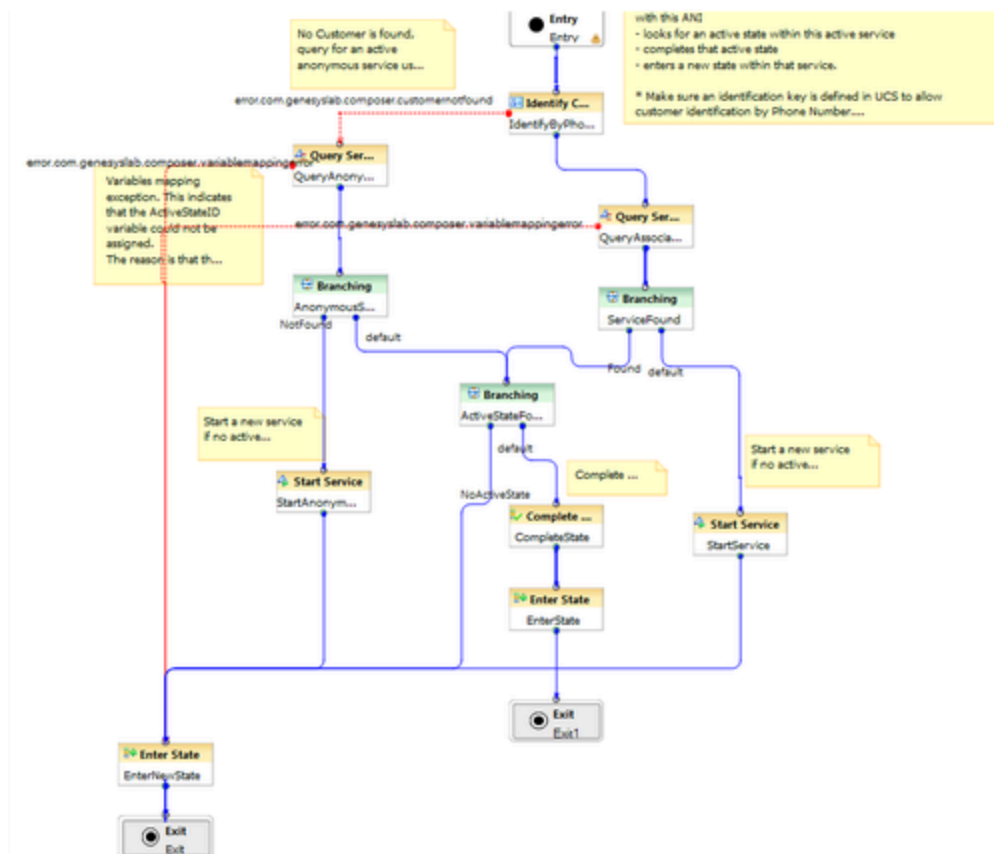 with this ANI
- looks for an active state within this active service
- completes that active state
- enters a new state within that service.
* Make sure an identification key is defined in UCS to allow
customer identification by Phone Number....
Entry
Entry
No Customer is found,
query for an active
anonymous service us...
error.com.genesyslab.composer.customernotfound
Identify C...
IdentifyByPho...
error.com.genesyslab.composer.variablemappingerror
Query Ser...
QueryAnony...
Variables mapping
exception. This indicates
that the ActiveStateID
variable could not be
assigned.
The reason is that th...
error.com.genesyslab.composer.variablemappingerror
Query Ser...
QueryAssocia...
Branching
AnonymousS...
NotFound
default
Branching
ServiceFound
Found
default
Branching
ActiveStateFo...
default
NoActiveState
Start a new service
if no active...
Start Service
StartAnonym...
Complete ...
Complete ...
CompleteState
Start a new service
if no active...
Start Service
StartService
Enter State
EnterState
Exit
Exit1
Enter State
EnterNewState
Exit
Exit